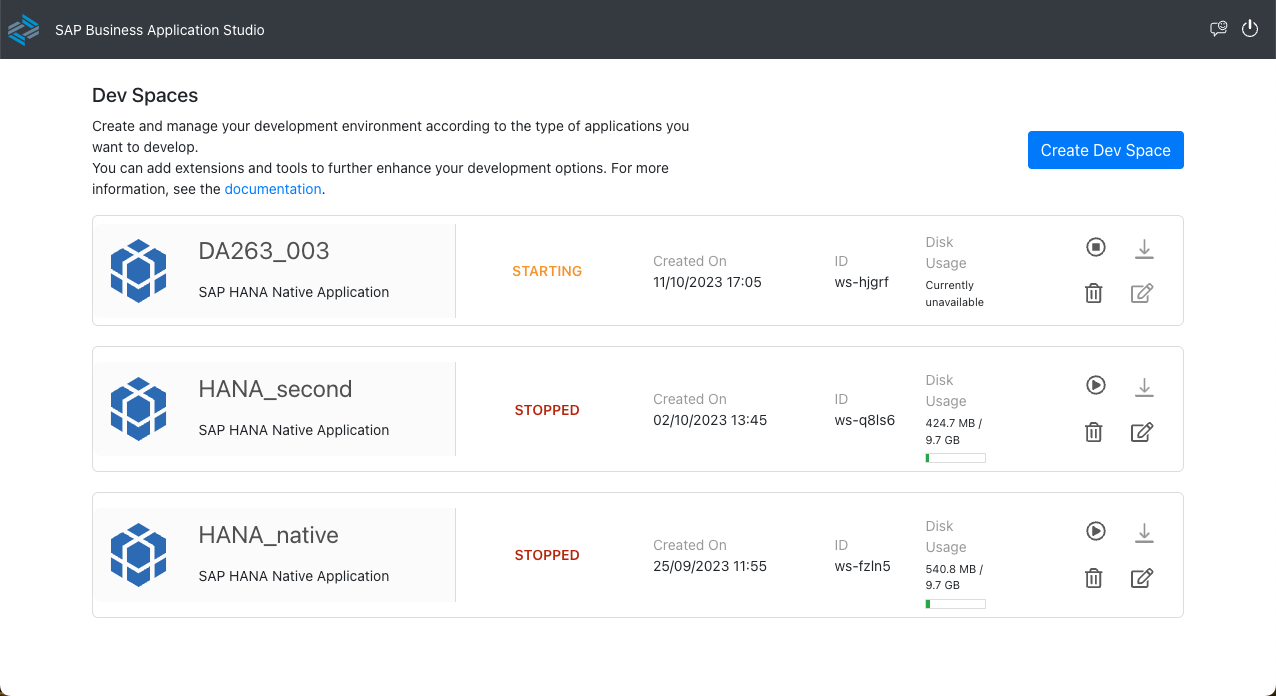 SAP Business Application Studio
Dev Spaces
Create and manage your development environment according to the type of applications you
want to develop.
You can add extensions and tools to further enhance your development options. For more
information, see the documentation.
Create Dev Space
DA263_003
SAP HANA Native Application
STARTING
Created On
11/10/2023 17:05
ID
ws-hjgrf
Disk
Usage
Currently
unavailable
HANA_second
SAP HANA Native Application
STOPPED
Created On
02/10/2023 13:45
ID
ws-q8ls6
Disk
Usage
424.7 MB /
9.7 GB
HANA_native
SAP HANA Native Application
STOPPED
Created On
25/09/2023 11:55
ID
ws-fzln5
Disk
Usage
540.8 MB /
9.7 GB